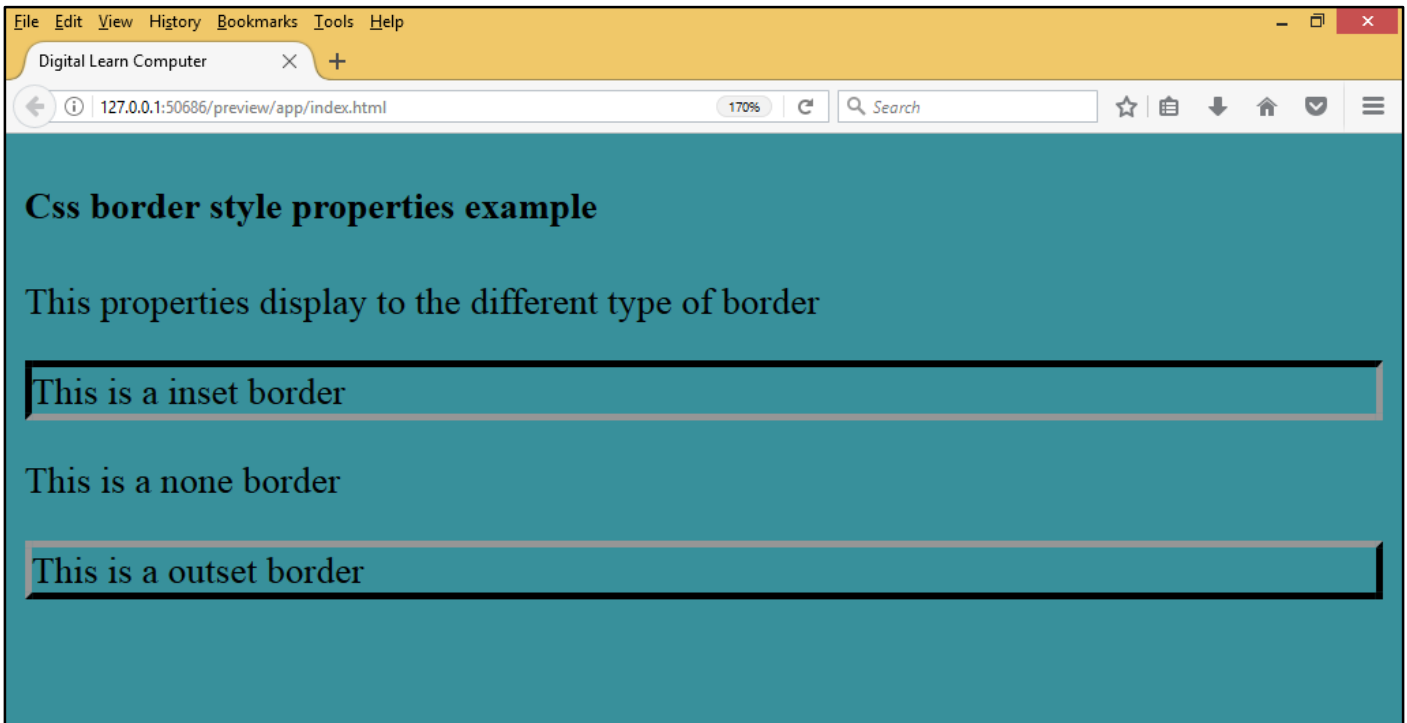 File Edit View History Bookmarks Tools Help
Digital Learn Computer
127.0.0.1:50686/preview/app/index.html 170% Search
Css border style properties example
This properties display to the different type of border
This is a inset border
This is a none border
This is a outset border